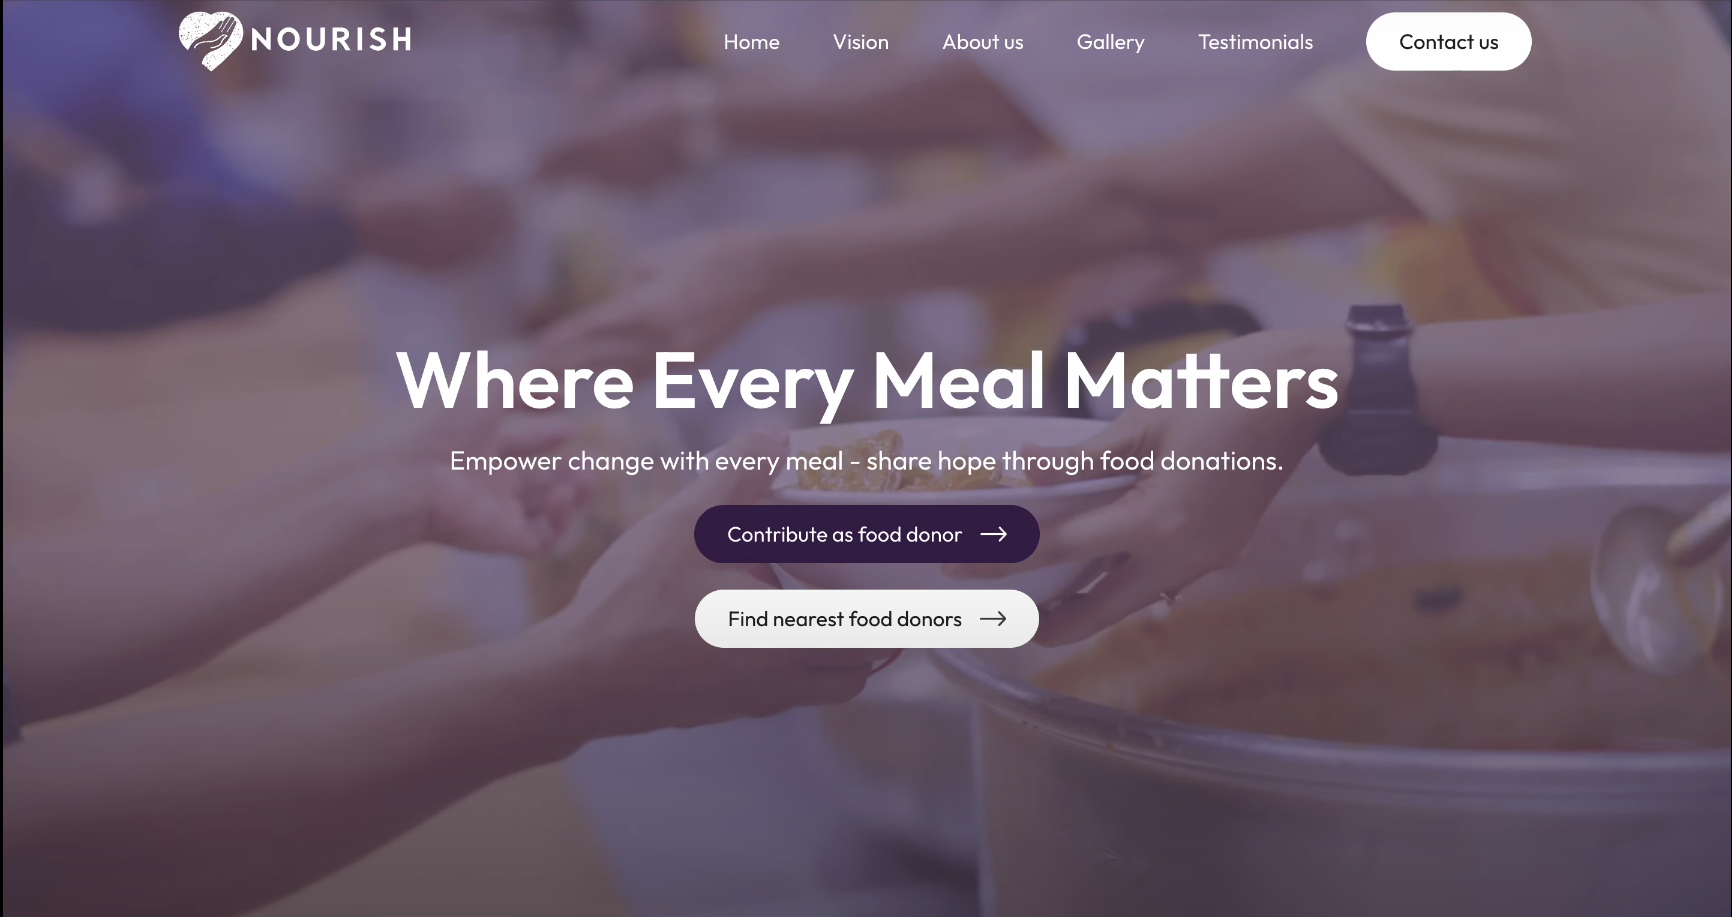 NOURISH
Home
Vision
About us
Gallery
Testimonials
Contact us
Where Every Meal Matters
Empower change with every meal - share hope through food donations.
Contribute as food donor
Find nearest food donors